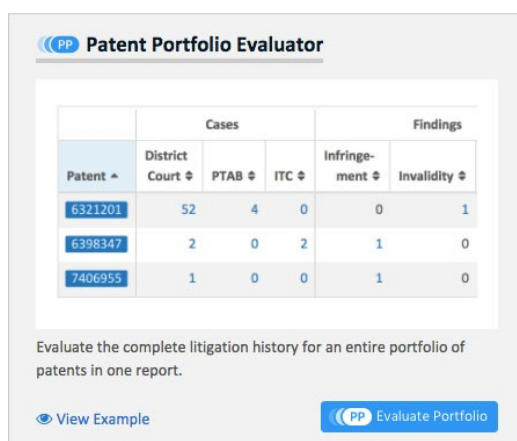 PP Patent Portfolio Evaluator
Cases Findings
Patent District Court PTAB ITC Infringe-ment Invalidity
6321201 52 4 0 0 1
6398347 2 0 2 1 0
7406955 1 0 0 1 0
Evaluate the complete litigation history for an entire portfolio of
patents in one report.
View Example PP Evaluate Portfolio